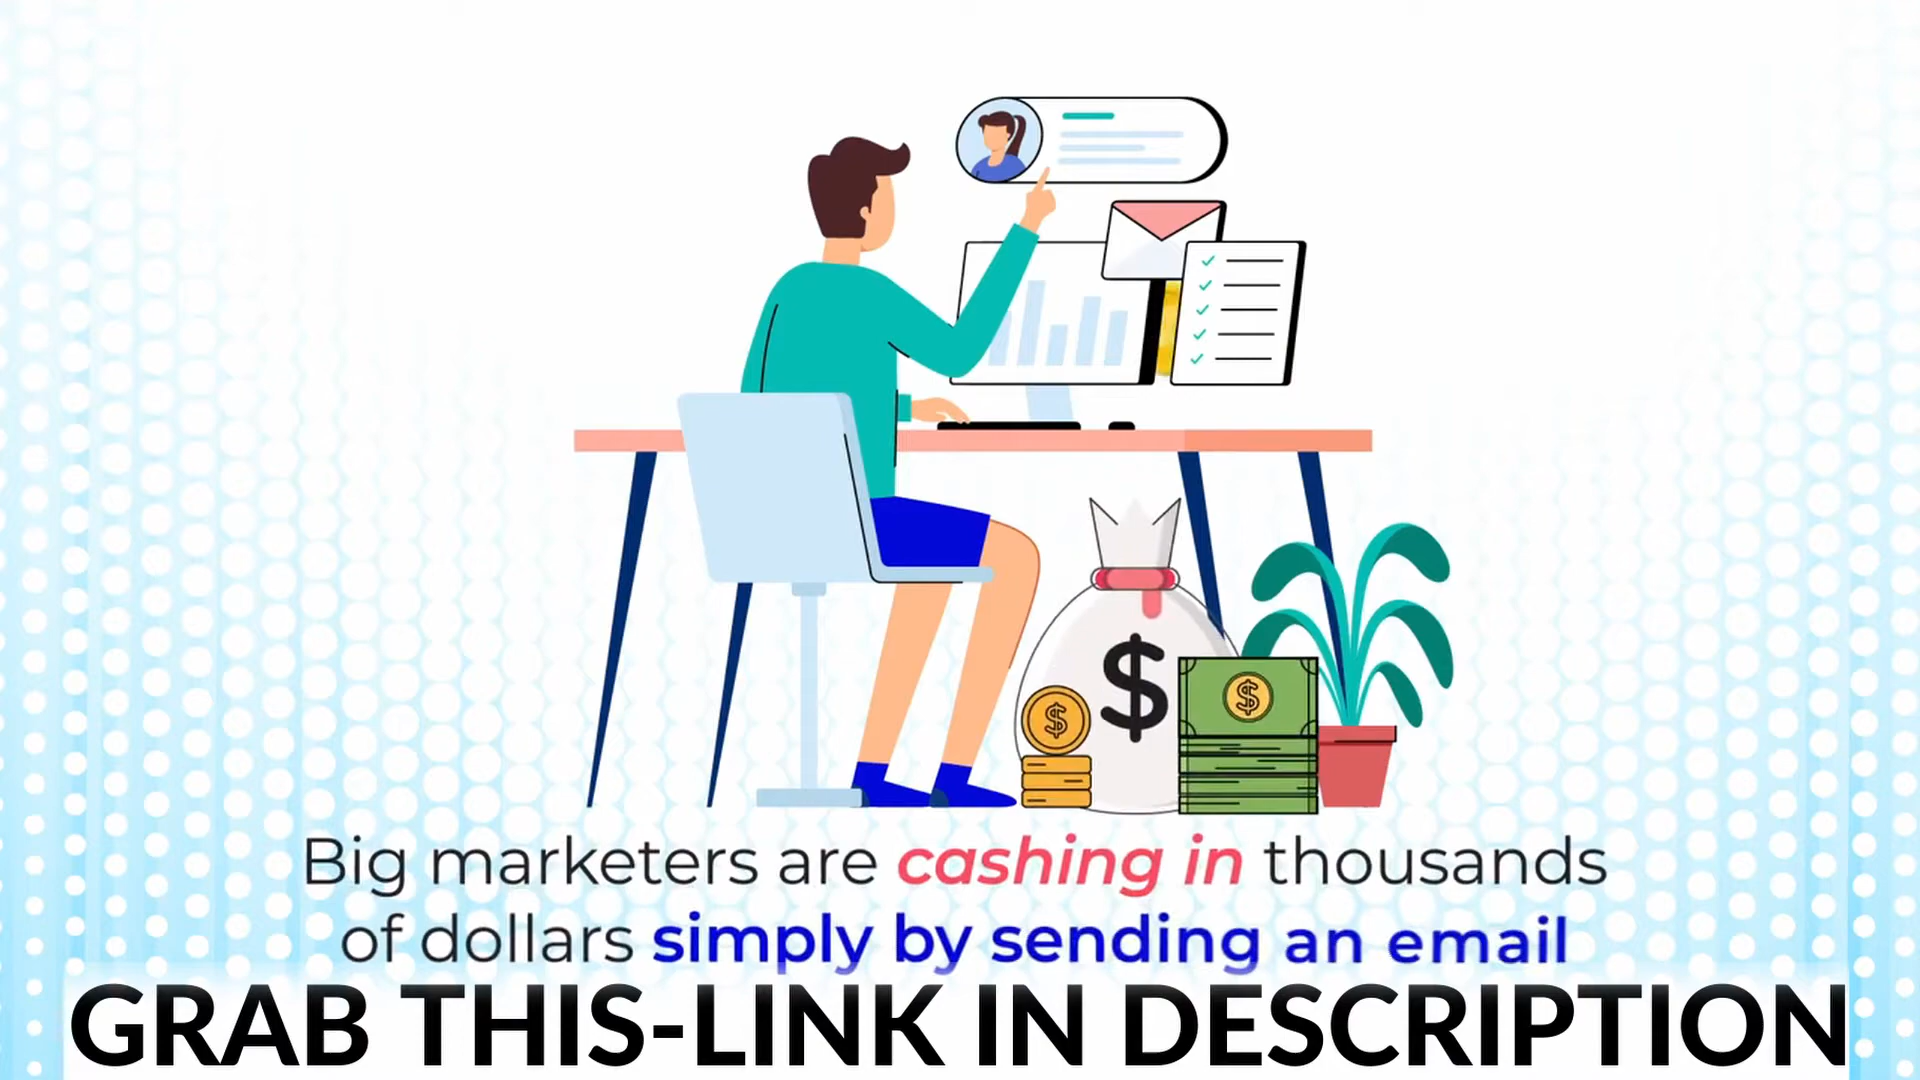 $
$
$
Big marketers are cashing in thousands
of dollars simply by sending an email
GRAB THIS-LINK IN DESCRIPTION